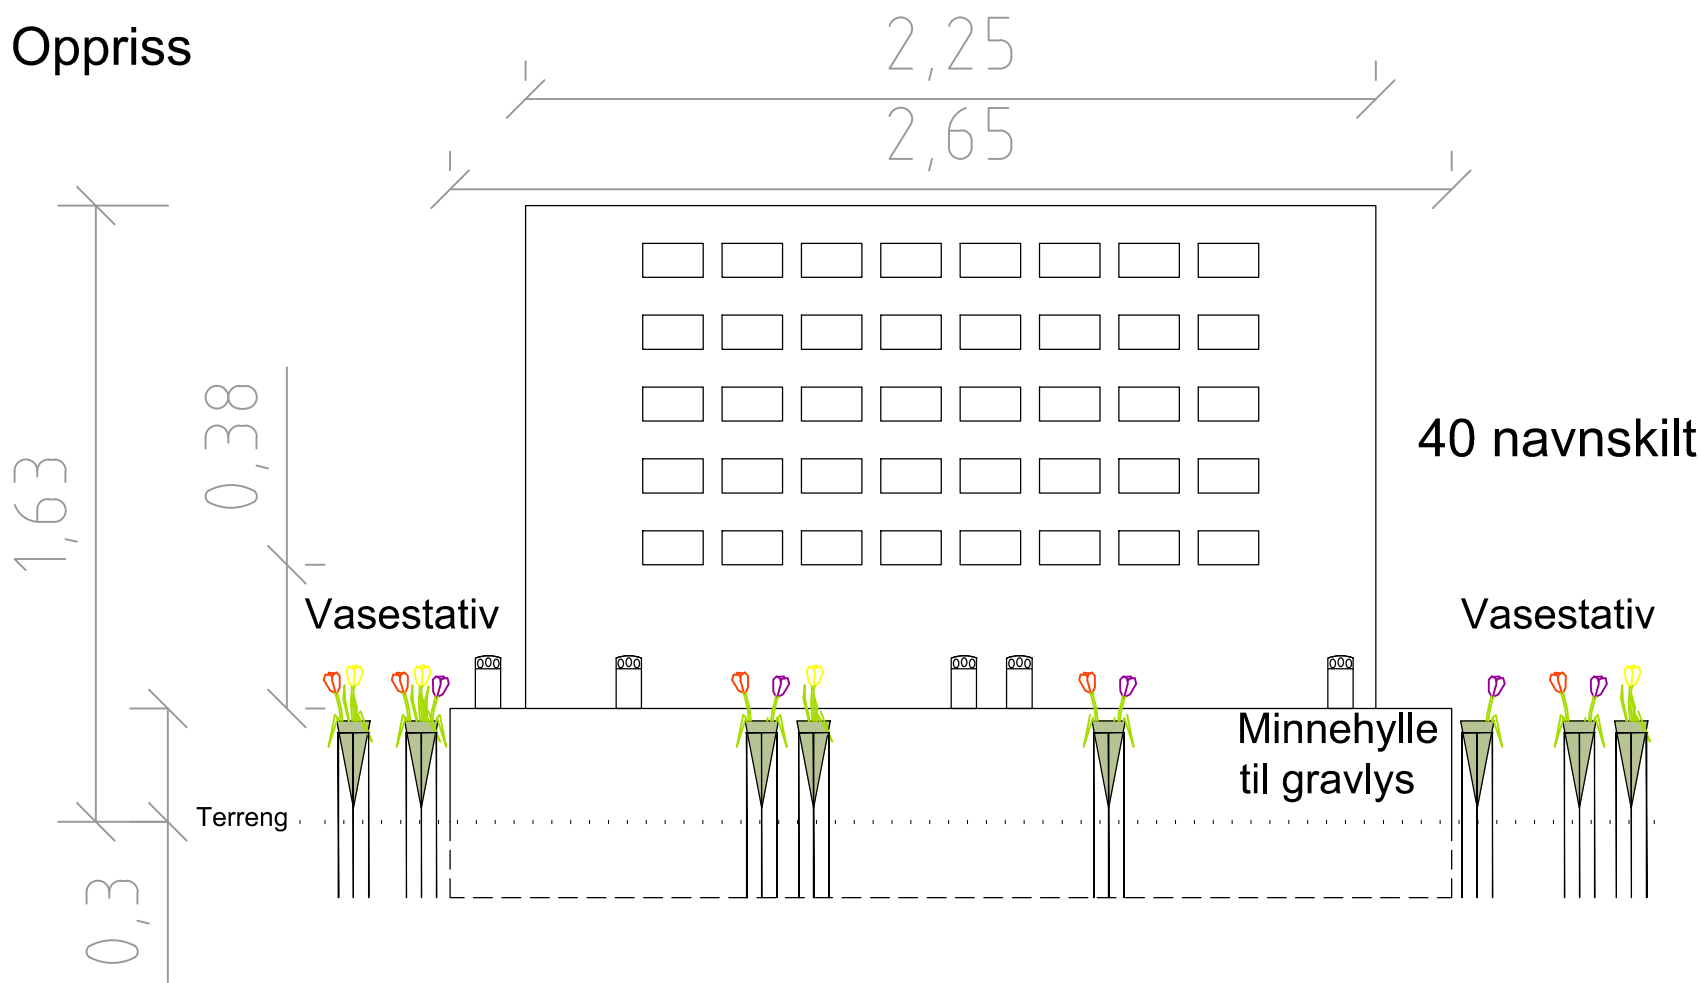 Oppriss
2,25
2,65
1,63
0,38
40 navnskilt
Vasestativ
Vasestativ
Minnehylle
til gravlys
Terreng
0,3